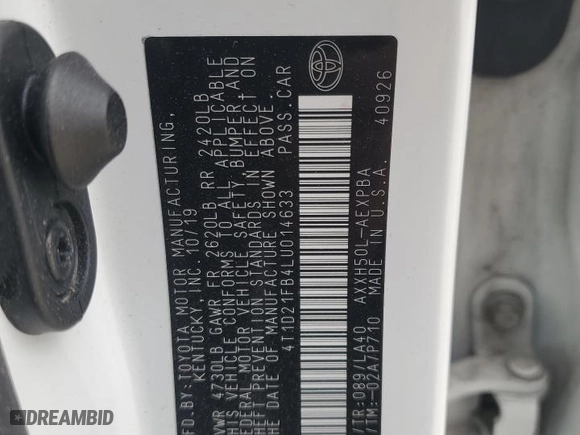 MFD. BY: TOYOTA MOTOR MANUFACTURING,
KENTUCKY, INC. 10/19
GVWR 4730LB GAWR FR 2620LB RR 2420LB
THIS VEHICLE CONFORMS TO ALL APPLICABLE
FEDERAL MOTOR VEHICLE SAFETY, BUMPER AND
THEFT PREVENTION STANDARDS IN EFFECT ON
THE DATE OF MANUFACTURE SHOWN ABOVE.
4T1D21FB4LU014633 PASS.CAR
/TR:089/LA40 AXXH50L-AEXPBA
/TM:-02A/P710 MADE IN U.S.A. 40926
DREAMBID